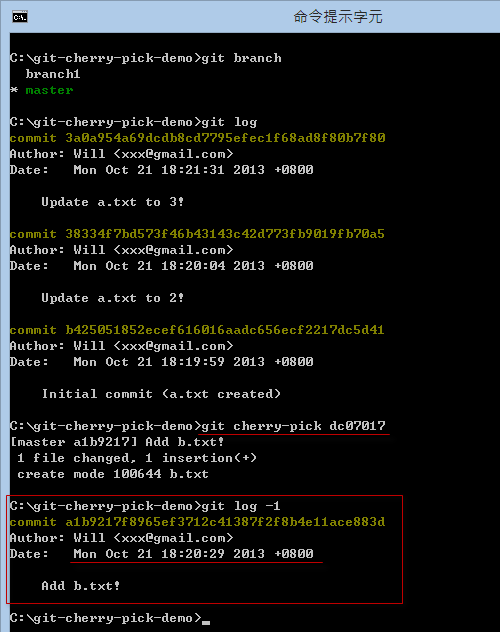 命令提示字元
C:\git-cherry-pick-demo>git branch
  branch1
* master
C:\git-cherry-pick-demo>git log
commit 3a0a954a69dcdb8cd7795efec1f68ad8f80b7f80
Author: Will <xxx@gmail.com>
Date:   Mon Oct 21 18:21:31 2013 +0800
    Update a.txt to 3!
commit 38334f7bd573f46b43143c42d773fb9019fb70a5
Author: Will <xxx@gmail.com>
Date:   Mon Oct 21 18:20:04 2013 +0800
    Update a.txt to 2!
commit b425051852ecef616016aadc656ecf2217dc5d41
Author: Will <xxx@gmail.com>
Date:   Mon Oct 21 18:19:59 2013 +0800
    Initial commit (a.txt created)
C:\git-cherry-pick-demo>git cherry-pick dc07017
[master a1b9217] Add b.txt!
 1 file changed, 1 insertion(+)
 create mode 100644 b.txt
C:\git-cherry-pick-demo>git log -1
commit a1b9217f8965ef3712c41387f2f8b4e11ace883d
Author: Will <xxx@gmail.com>
Date:   Mon Oct 21 18:20:29 2013 +0800
    Add b.txt!
C:\git-cherry-pick-demo>_